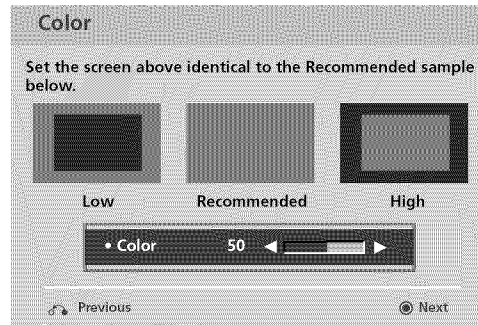 Color
Set the screen above identical to the Recommended sample
below.
Low Recommended High
• Color 50
Previous Next